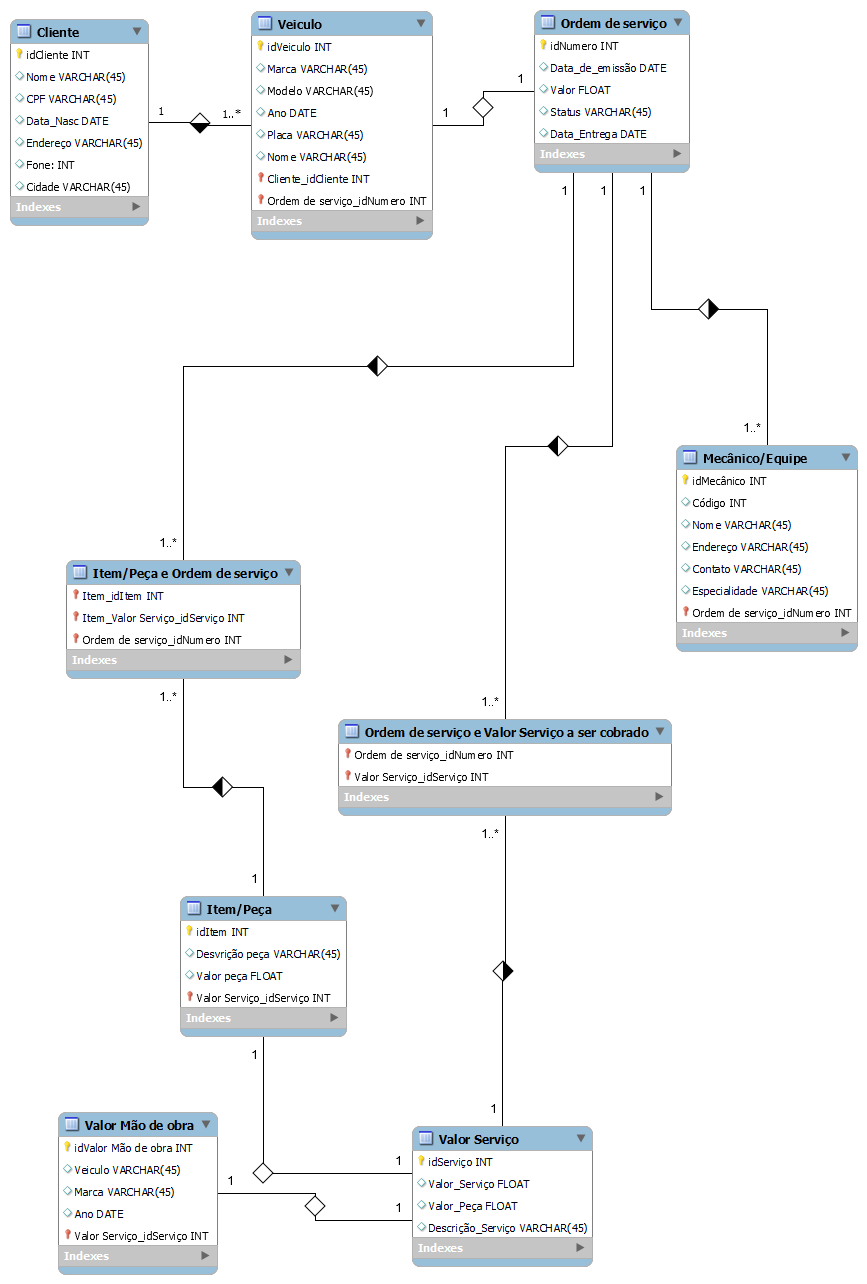 Cliente
idCliente INT
Nome VARCHAR(45)
CPF VARCHAR(45)
Data_Nasc DATE
Endereço VARCHAR(45)
Fone: INT
Cidade VARCHAR(45)
Indexes
1
1..*
Veiculo
idVeiculo INT
Marca VARCHAR(45)
Modelo VARCHAR(45)
Ano DATE
Placa VARCHAR(45)
Nome VARCHAR(45)
Cliente_idCliente INT
Ordem de serviço_idNumero INT
Indexes
1
1
Ordem de serviço
idNumero INT
Data_de_emissão DATE
Valor FLOAT
Status VARCHAR(45)
Data_Entrega DATE
Indexes
1
1
1
1..*
Mecânico/Equipe
idMecânico INT
Código INT
Nome VARCHAR(45)
Endereço VARCHAR(45)
Contato VARCHAR(45)
Especialidade VARCHAR(45)
Ordem de serviço_idNumero INT
Indexes
1..*
Item/Peça e Ordem de serviço
Item_idItem INT
Item_Valor Serviço_idServiço INT
Ordem de serviço_idNumero INT
Indexes
1..*
1..*
Ordem de serviço e Valor Serviço a ser cobrado
Ordem de serviço_idNumero INT
Valor Serviço_idServiço INT
Indexes
1..*
1
Item/Peça
idItem INT
Desvrição peça VARCHAR(45)
Valor peça FLOAT
Valor Serviço_idServiço INT
Indexes
1
1
Valor Mão de obra
idValor Mão de obra INT
Veiculo VARCHAR(45)
Marca VARCHAR(45)
Ano DATE
Valor Serviço_idServiço INT
Indexes
1
1
1
Valor Serviço
idServiço INT
Valor_Serviço FLOAT
Valor_Peça FLOAT
Descrição_Serviço VARCHAR(45)
Indexes